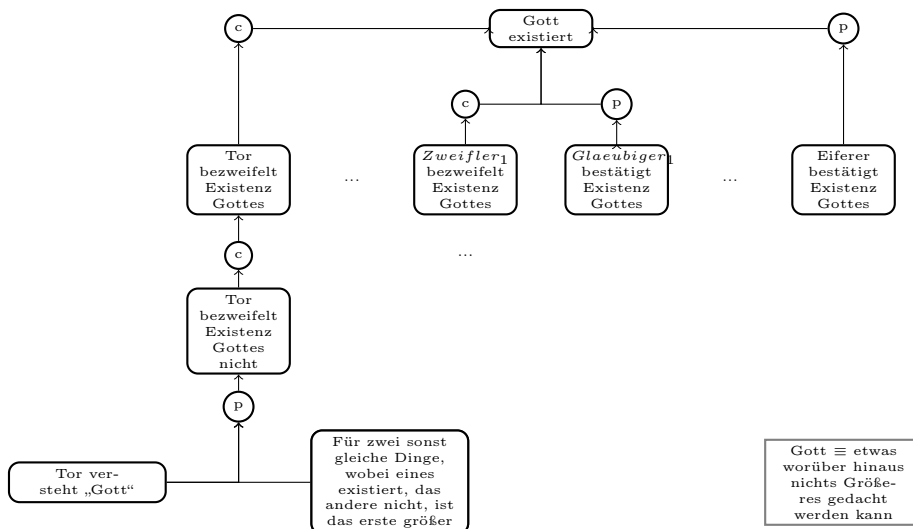 c
Gott
existiert
p
c
p
Tor
bezweifelt
Existenz
Gottes
...
Zweifler₁
bezweifelt
Existenz
Gottes
Glaeubiger₁
bestätigt
Existenz
Gottes
...
Eiferer
bestätigt
Existenz
Gottes
c
...
Tor
bezweifelt
Existenz
Gottes
nicht
p
Tor ver-
steht „Gott“
Für zwei sonst
gleiche Dinge,
wobei eines
existiert, das
andere nicht, ist
das erste größer
Gott ≡ etwas
worüber hinaus
nichts Größe-
res gedacht
werden kann